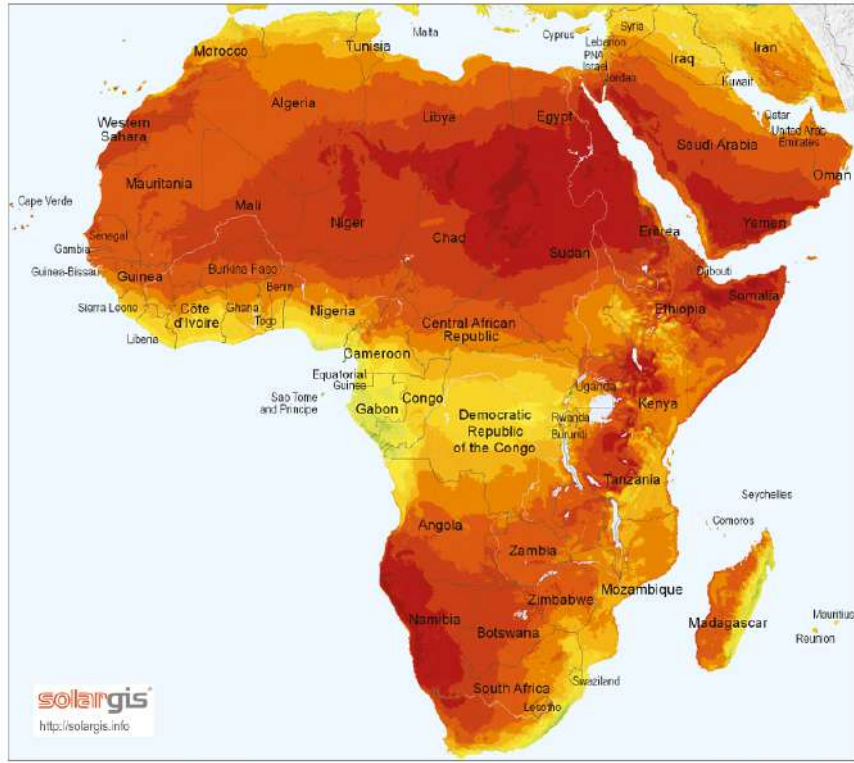 Morocco
Tunisia
Malta
Cyprus
Syria
Lebanon
PNA
Israel
Jordan
Iraq
Iran
Kuwait
Algeria
Libya
Egypt
Qatar
United Arab
Emirates
Saudi Arabia
Oman
Western
Sahara
Mauritania
Mali
Niger
Chad
Sudan
Eritrea
Yemen
Cape Verde
Senegal
Gambia
Guinea-Bissau
Guinea
Burkina Faso
Benin
Djibouti
Sierra Leone
Côte
d'Ivoire
Ghana
Togo
Nigeria
Ethiopia
Somalia
Liberia
Central African
Republic
Cameroon
Equatorial
Guinea
Sao Tome
and Principe
Gabon
Congo
Uganda
Kenya
Democratic
Republic
of the Congo
Rwanda
Burundi
Tanzania
Seychelles
Comoros
Angola
Zambia
Mozambique
Zimbabwe
Namibia
Botswana
Madagascar
Mauritius
Reunion
Swaziland
South Africa
Lesotho
solargis
http://solargis.info